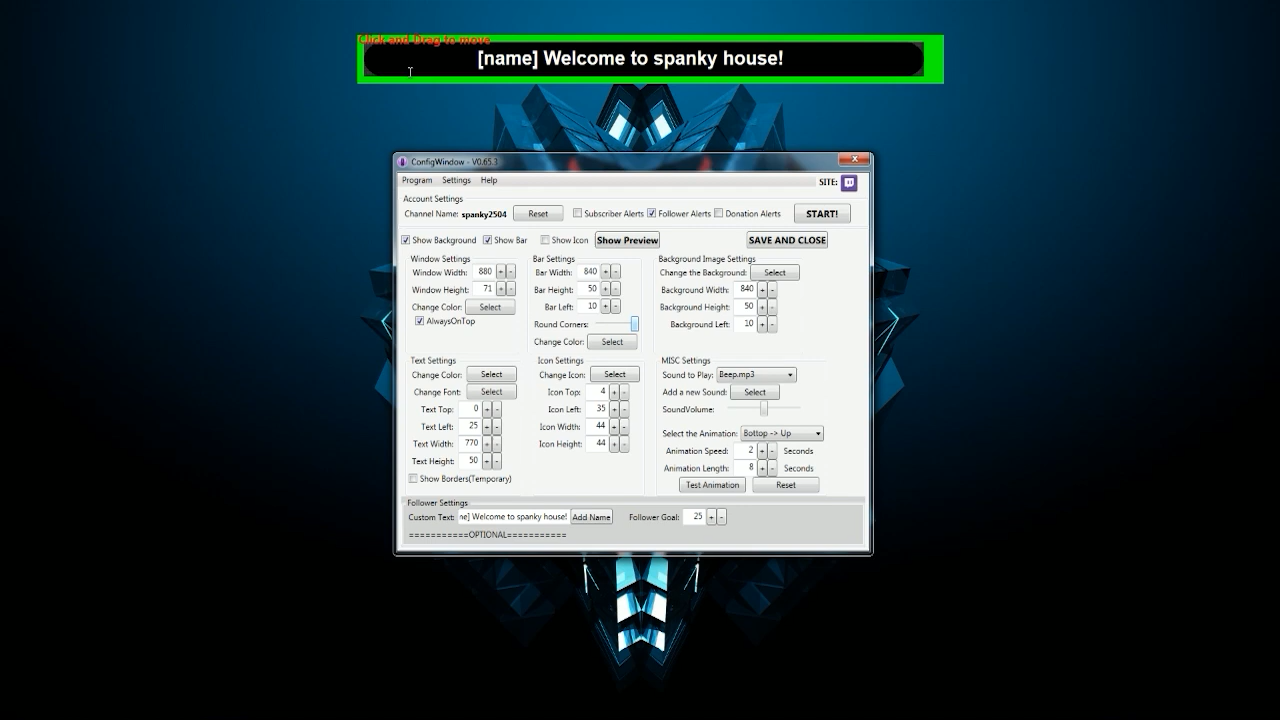 Click and Drag to move
[name] Welcome to spanky house!
ConfigWindow - V0.65.3
Program Settings Help SITE:
Account Settings
Channel Name: spanky2504 Reset Subscriber Alerts Follower Alerts Donation Alerts START!
Show Background Show Bar Show Icon Show Preview SAVE AND CLOSE
Window Settings Bar Settings Background Image Settings
Window Width: 880 + - Bar Width: 840 + - Change the Background: Select
Window Height: 71 + - Bar Height: 50 + - Background Width: 840 + -
Change Color: Select Bar Left: 10 + - Background Height: 50 + -
AlwaysOnTop Round Corners: Background Left: 10 + -
Change Color: Select
Text Settings Icon Settings MISC Settings
Change Color: Select Change Icon: Select Sound to Play: Beep.mp3
Change Font: Select Icon Top: 4 + - Add a new Sound: Select
Text Top: 0 + - Icon Left: 35 + - SoundVolume:
Text Left: 25 + - Icon Width: 44 + - Select the Animation: Bottop -> Up
Text Width: 770 + - Icon Height: 44 + - Animation Speed: 2 + - Seconds
Text Height: 50 + - Animation Length: 8 + - Seconds
Show Borders(Temporary) Test Animation Reset
Follower Settings
Custom Text: ne] Welcome to spanky house! Add Name Follower Goal: 25 + -
===========OPTIONAL===========